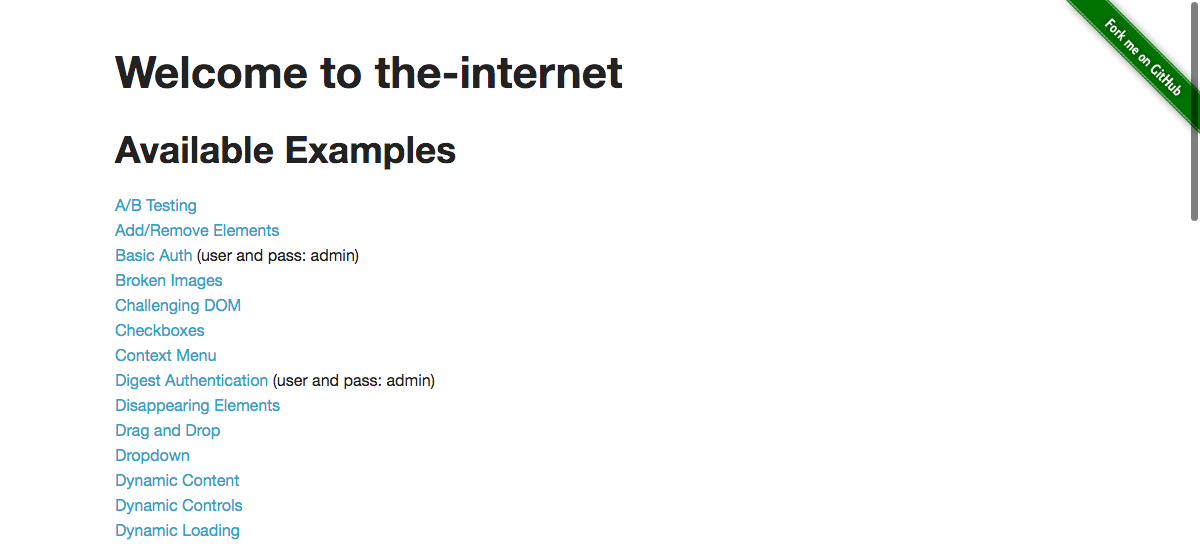 Welcome to the-internet
Fork me on GitHub
Available Examples
A/B Testing
Add/Remove Elements
Basic Auth (user and pass: admin)
Broken Images
Challenging DOM
Checkboxes
Context Menu
Digest Authentication (user and pass: admin)
Disappearing Elements
Drag and Drop
Dropdown
Dynamic Content
Dynamic Controls
Dynamic Loading